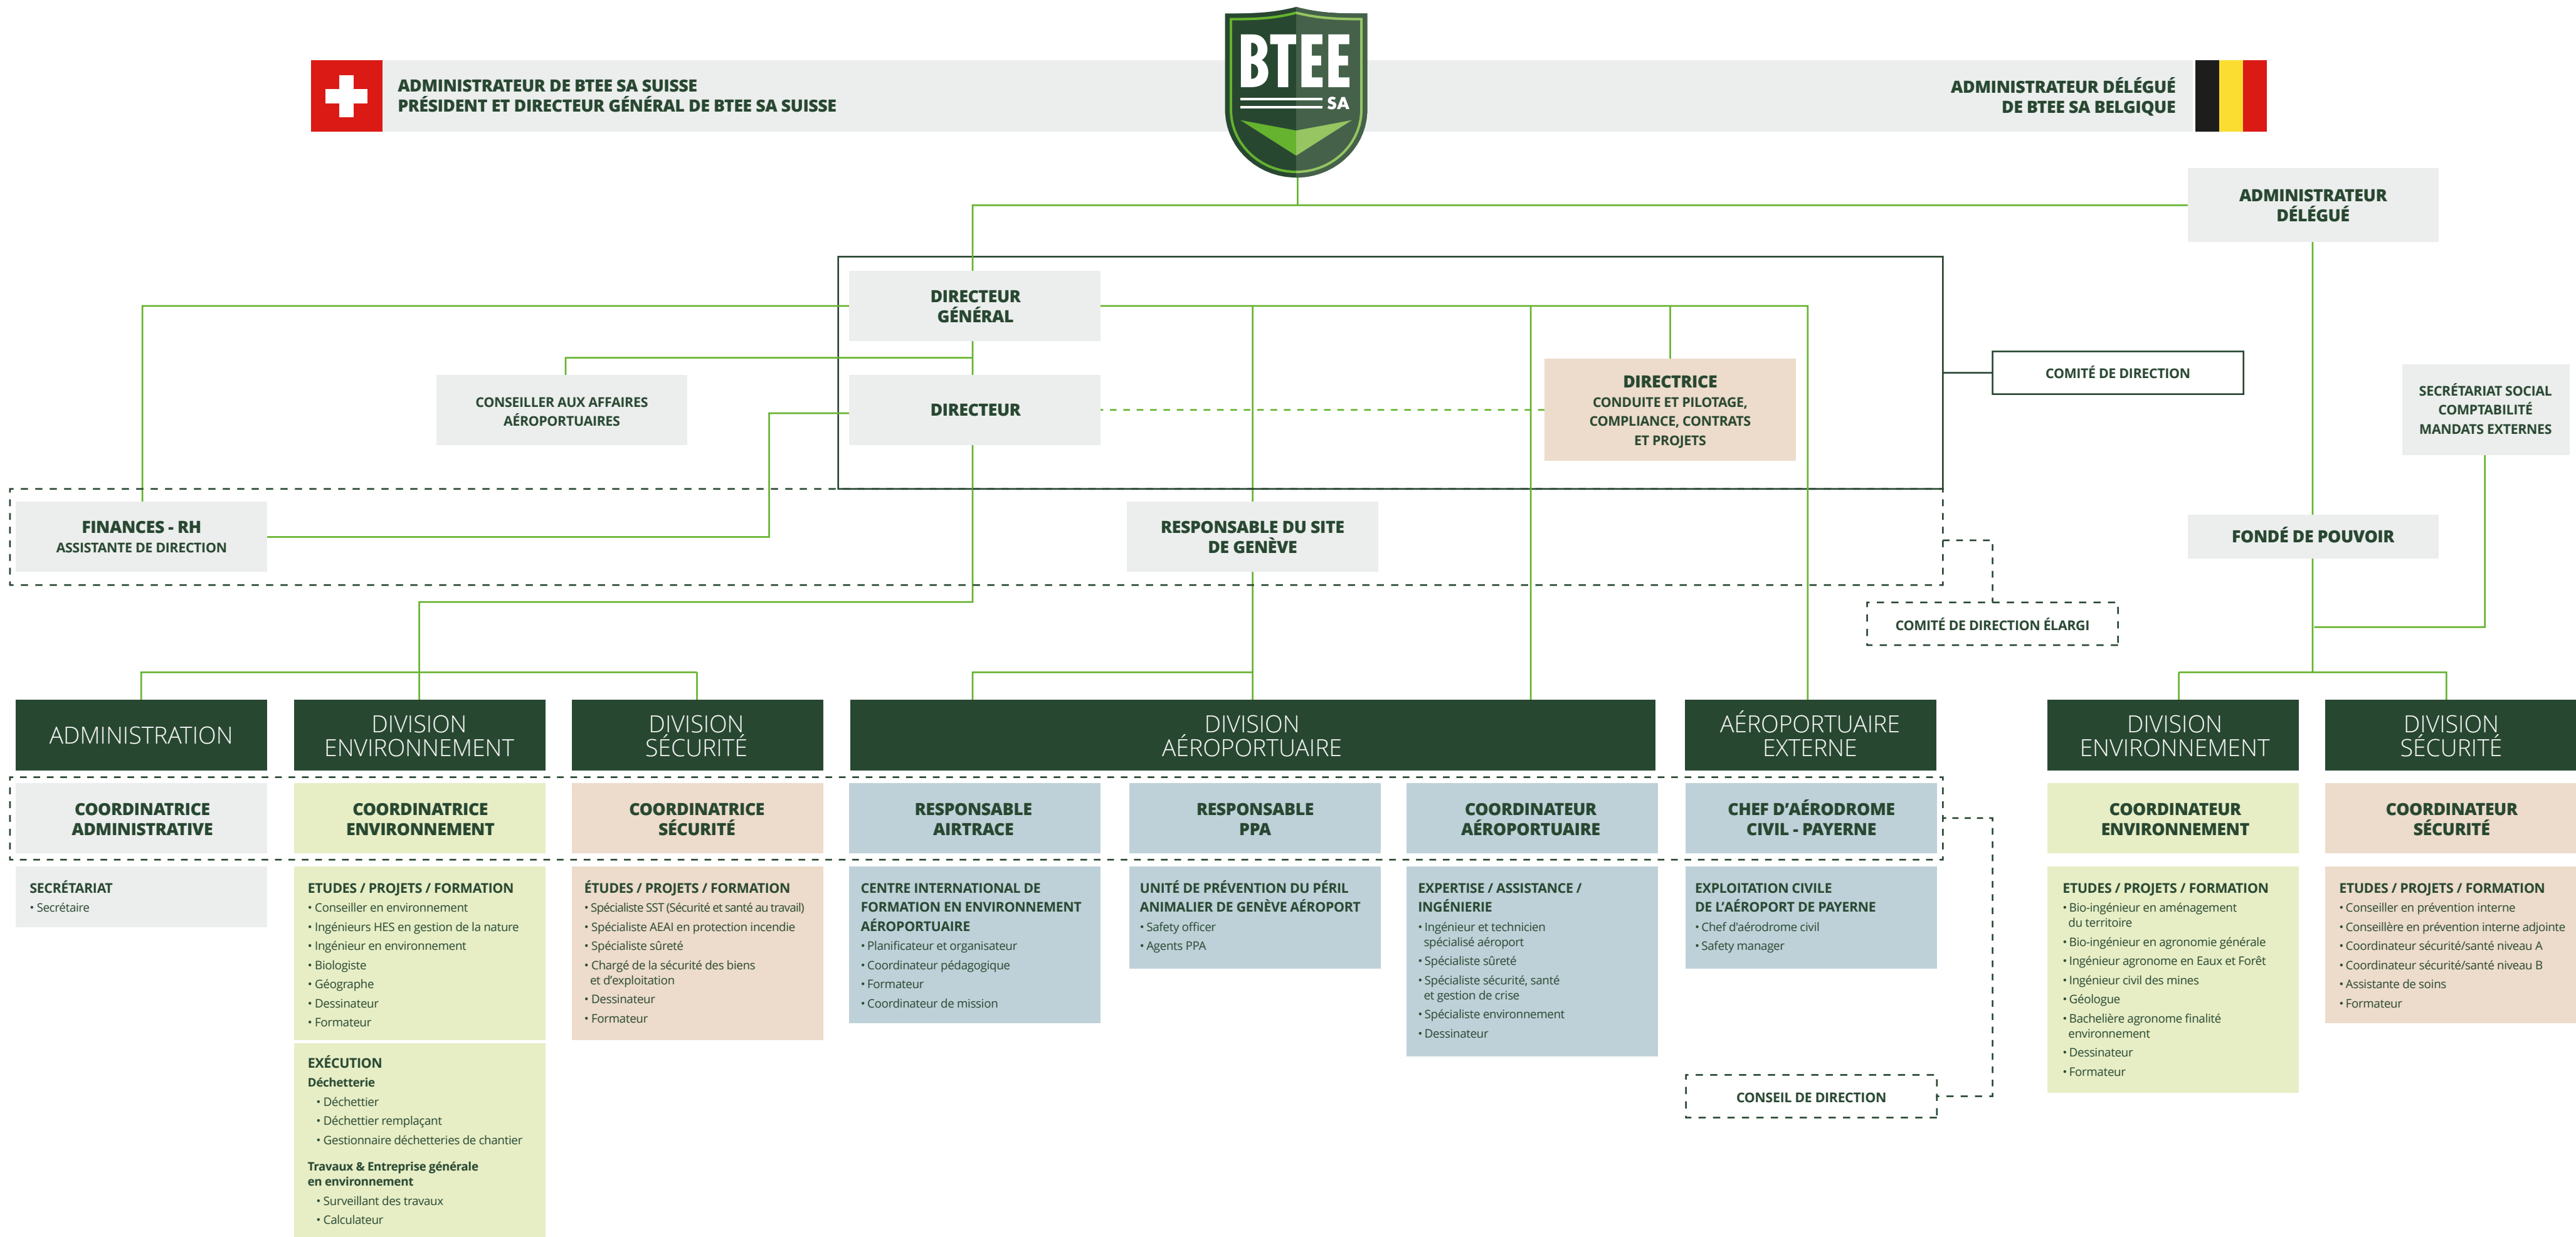 BTEE
SA
ADMINISTRATEUR DE BTEE SA SUISSE
PRÉSIDENT ET DIRECTEUR GÉNÉRAL DE BTEE SA SUISSE
ADMINISTRATEUR DÉLÉGUÉ
DE BTEE SA BELGIQUE
ADMINISTRATEUR
DÉLÉGUÉ
DIRECTEUR
GÉNÉRAL
CONSEILLER AUX AFFAIRES
AÉROPORTUAIRES
DIRECTEUR
DIRECTRICE
CONDUITE ET PILOTAGE,
COMPLIANCE, CONTRATS
ET PROJETS
COMITÉ DE DIRECTION
SECRÉTARIAT SOCIAL
COMPTABILITÉ
MANDATS EXTERNES
FINANCES - RH
ASSISTANTE DE DIRECTION
RESPONSABLE DU SITE
DE GENÈVE
FONDÉ DE POUVOIR
COMITÉ DE DIRECTION ÉLARGI
ADMINISTRATION
COORDINATRICE
ADMINISTRATIVE
SECRÉTARIAT
• Secrétaire
DIVISION
ENVIRONNEMENT
COORDINATRICE
ENVIRONNEMENT
ETUDES / PROJETS / FORMATION
• Conseiller en environnement
• Ingénieurs HES en gestion de la nature
• Ingénieur en environnement
• Biologiste
• Géographe
• Dessinateur
• Formateur
EXÉCUTION
Déchetterie
• Déchettier
• Déchettier remplaçant
• Gestionnaire déchetteries de chantier
Travaux & Entreprise générale
en environnement
• Surveillant des travaux
• Calculateur
DIVISION
SÉCURITÉ
COORDINATRICE
SÉCURITÉ
ÉTUDES / PROJETS / FORMATION
• Spécialiste SST (Sécurité et santé au travail)
• Spécialiste AEAI en protection incendie
• Spécialiste sûreté
• Chargé de la sécurité des biens
et d'exploitation
• Dessinateur
• Formateur
DIVISION
AÉROPORTUAIRE
RESPONSABLE
AIRTRACE
CENTRE INTERNATIONAL DE
FORMATION EN ENVIRONNEMENT
AÉROPORTUAIRE
• Planificateur et organisateur
• Coordinateur pédagogique
• Formateur
• Coordinateur de mission
RESPONSABLE
PPA
UNITÉ DE PRÉVENTION DU PÉRIL
ANIMALIER DE GENÈVE AÉROPORT
• Safety officer
• Agents PPA
COORDINATEUR
AÉROPORTUAIRE
EXPERTISE / ASSISTANCE /
INGÉNIERIE
• Ingénieur et technicien
spécialisé aéroport
• Spécialiste sûreté
• Spécialiste sécurité, santé
et gestion de crise
• Spécialiste environnement
• Dessinateur
AÉROPORTUAIRE
EXTERNE
CHEF D'AÉRODROME
CIVIL - PAYERNE
EXPLOITATION CIVILE
DE L'AÉROPORT DE PAYERNE
• Chef d'aérodrome civil
• Safety manager
CONSEIL DE DIRECTION
DIVISION
ENVIRONNEMENT
COORDINATEUR
ENVIRONNEMENT
ETUDES / PROJETS / FORMATION
• Bio-ingénieur en aménagement
du territoire
• Bio-ingénieur en agronomie générale
• Ingénieur agronome en Eaux et Forêt
• Ingénieur civil des mines
• Géologue
• Bachelière agronome finalité
environnement
• Dessinateur
• Formateur
DIVISION
SÉCURITÉ
COORDINATEUR
SÉCURITÉ
ETUDES / PROJETS / FORMATION
• Conseiller en prévention interne
• Conseillère en prévention interne adjointe
• Coordinateur sécurité/santé niveau A
• Coordinateur sécurité/santé niveau B
• Assistante de soins
• Formateur